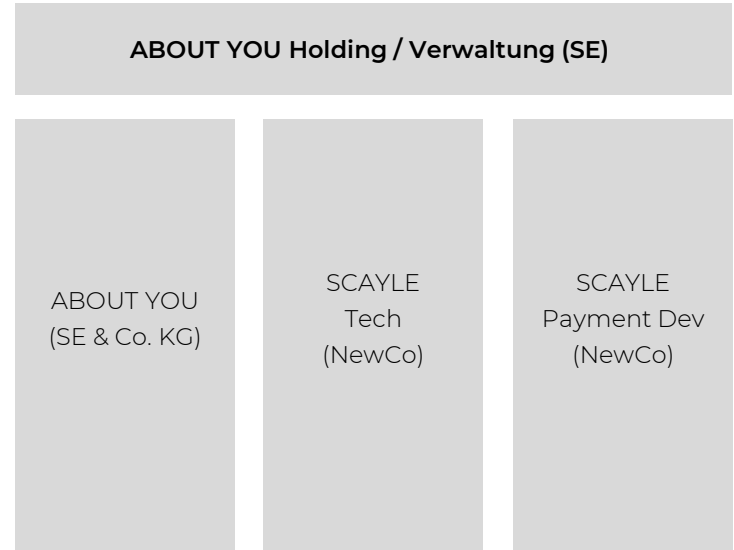 ABOUT YOU Holding / Verwaltung (SE)
ABOUT YOU
(SE & Co. KG)
SCAYLE
Tech
(NewCo)
SCAYLE
Payment Dev
(NewCo)